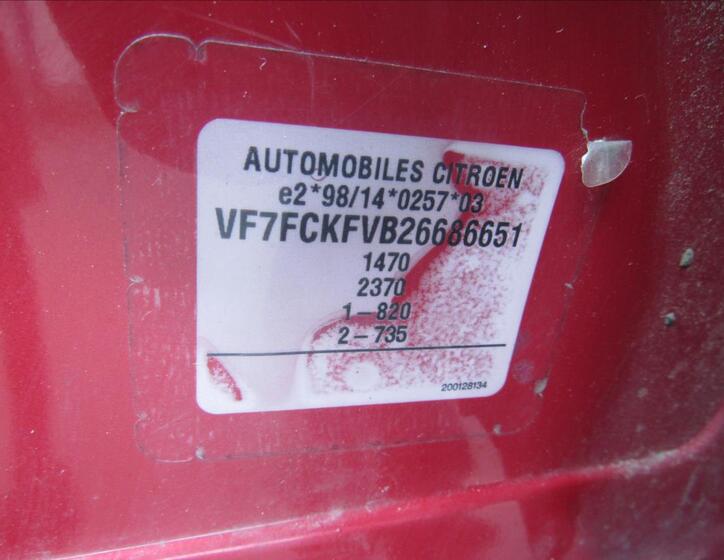 AUTOMOBILES CITROEN
e2*98/14*0257*03
VF7FCKFVB26686651
1470
2370
1-820
2-735
200128134